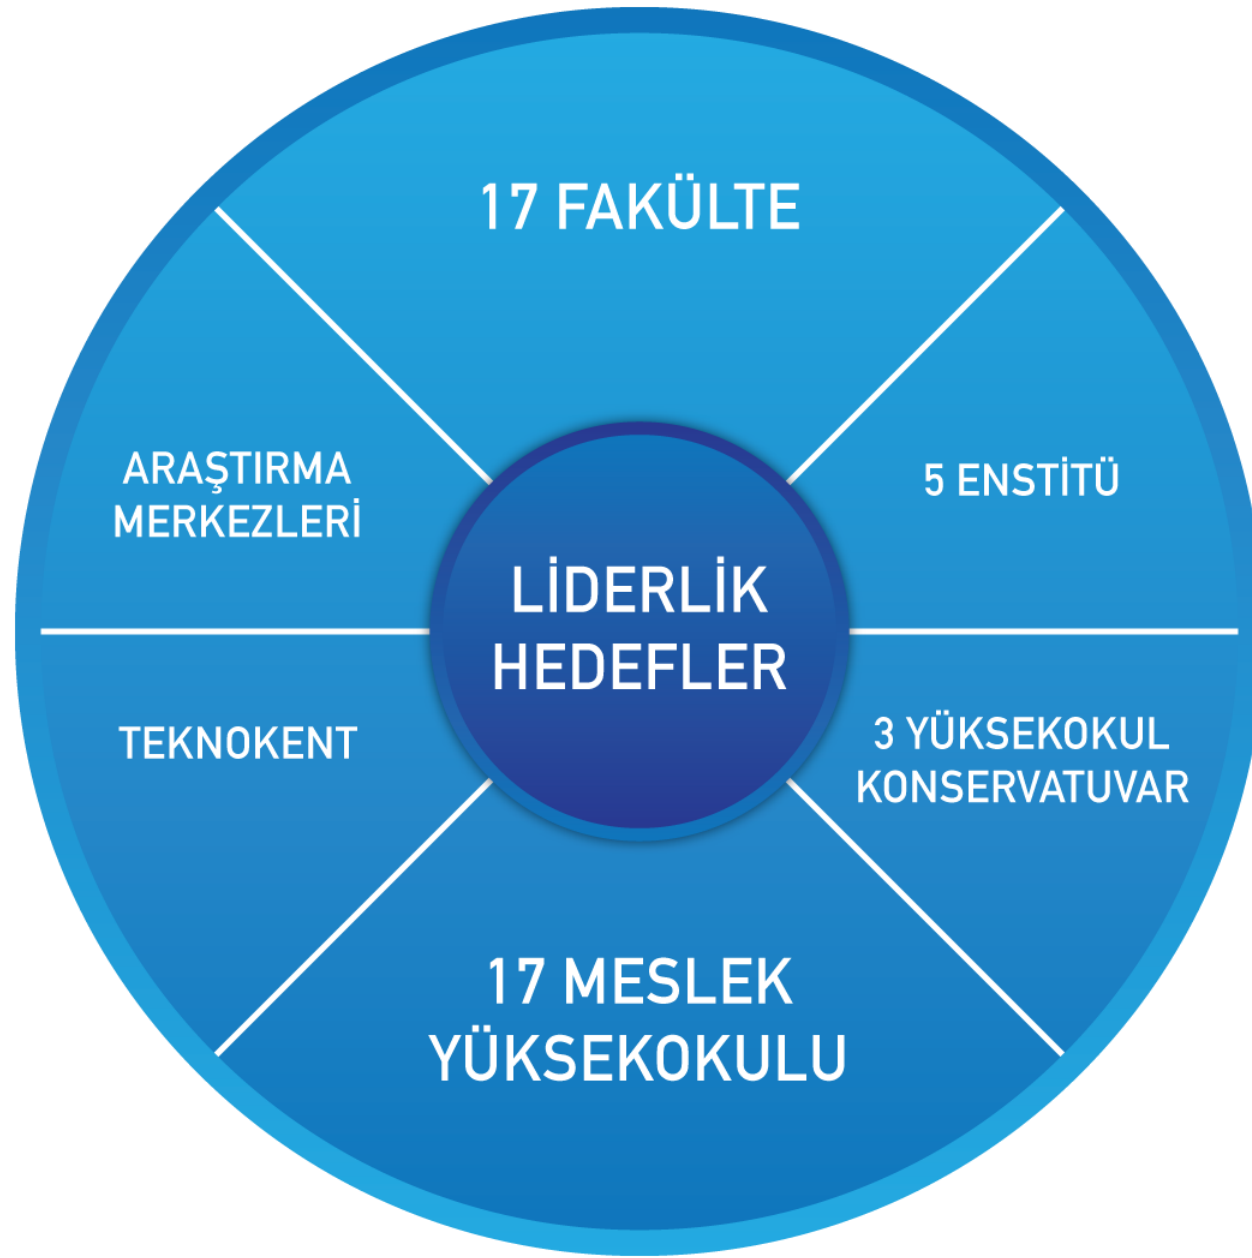 17 FAKÜLTE
ARAŞTIRMA
MERKEZLERİ
5 ENSTİTÜ
LİDERLİK
HEDEFLER
TEKNOKENT
3 YÜKSEKOKUL
KONSERVATUVAR
17 MESLEK
YÜKSEKOKULU